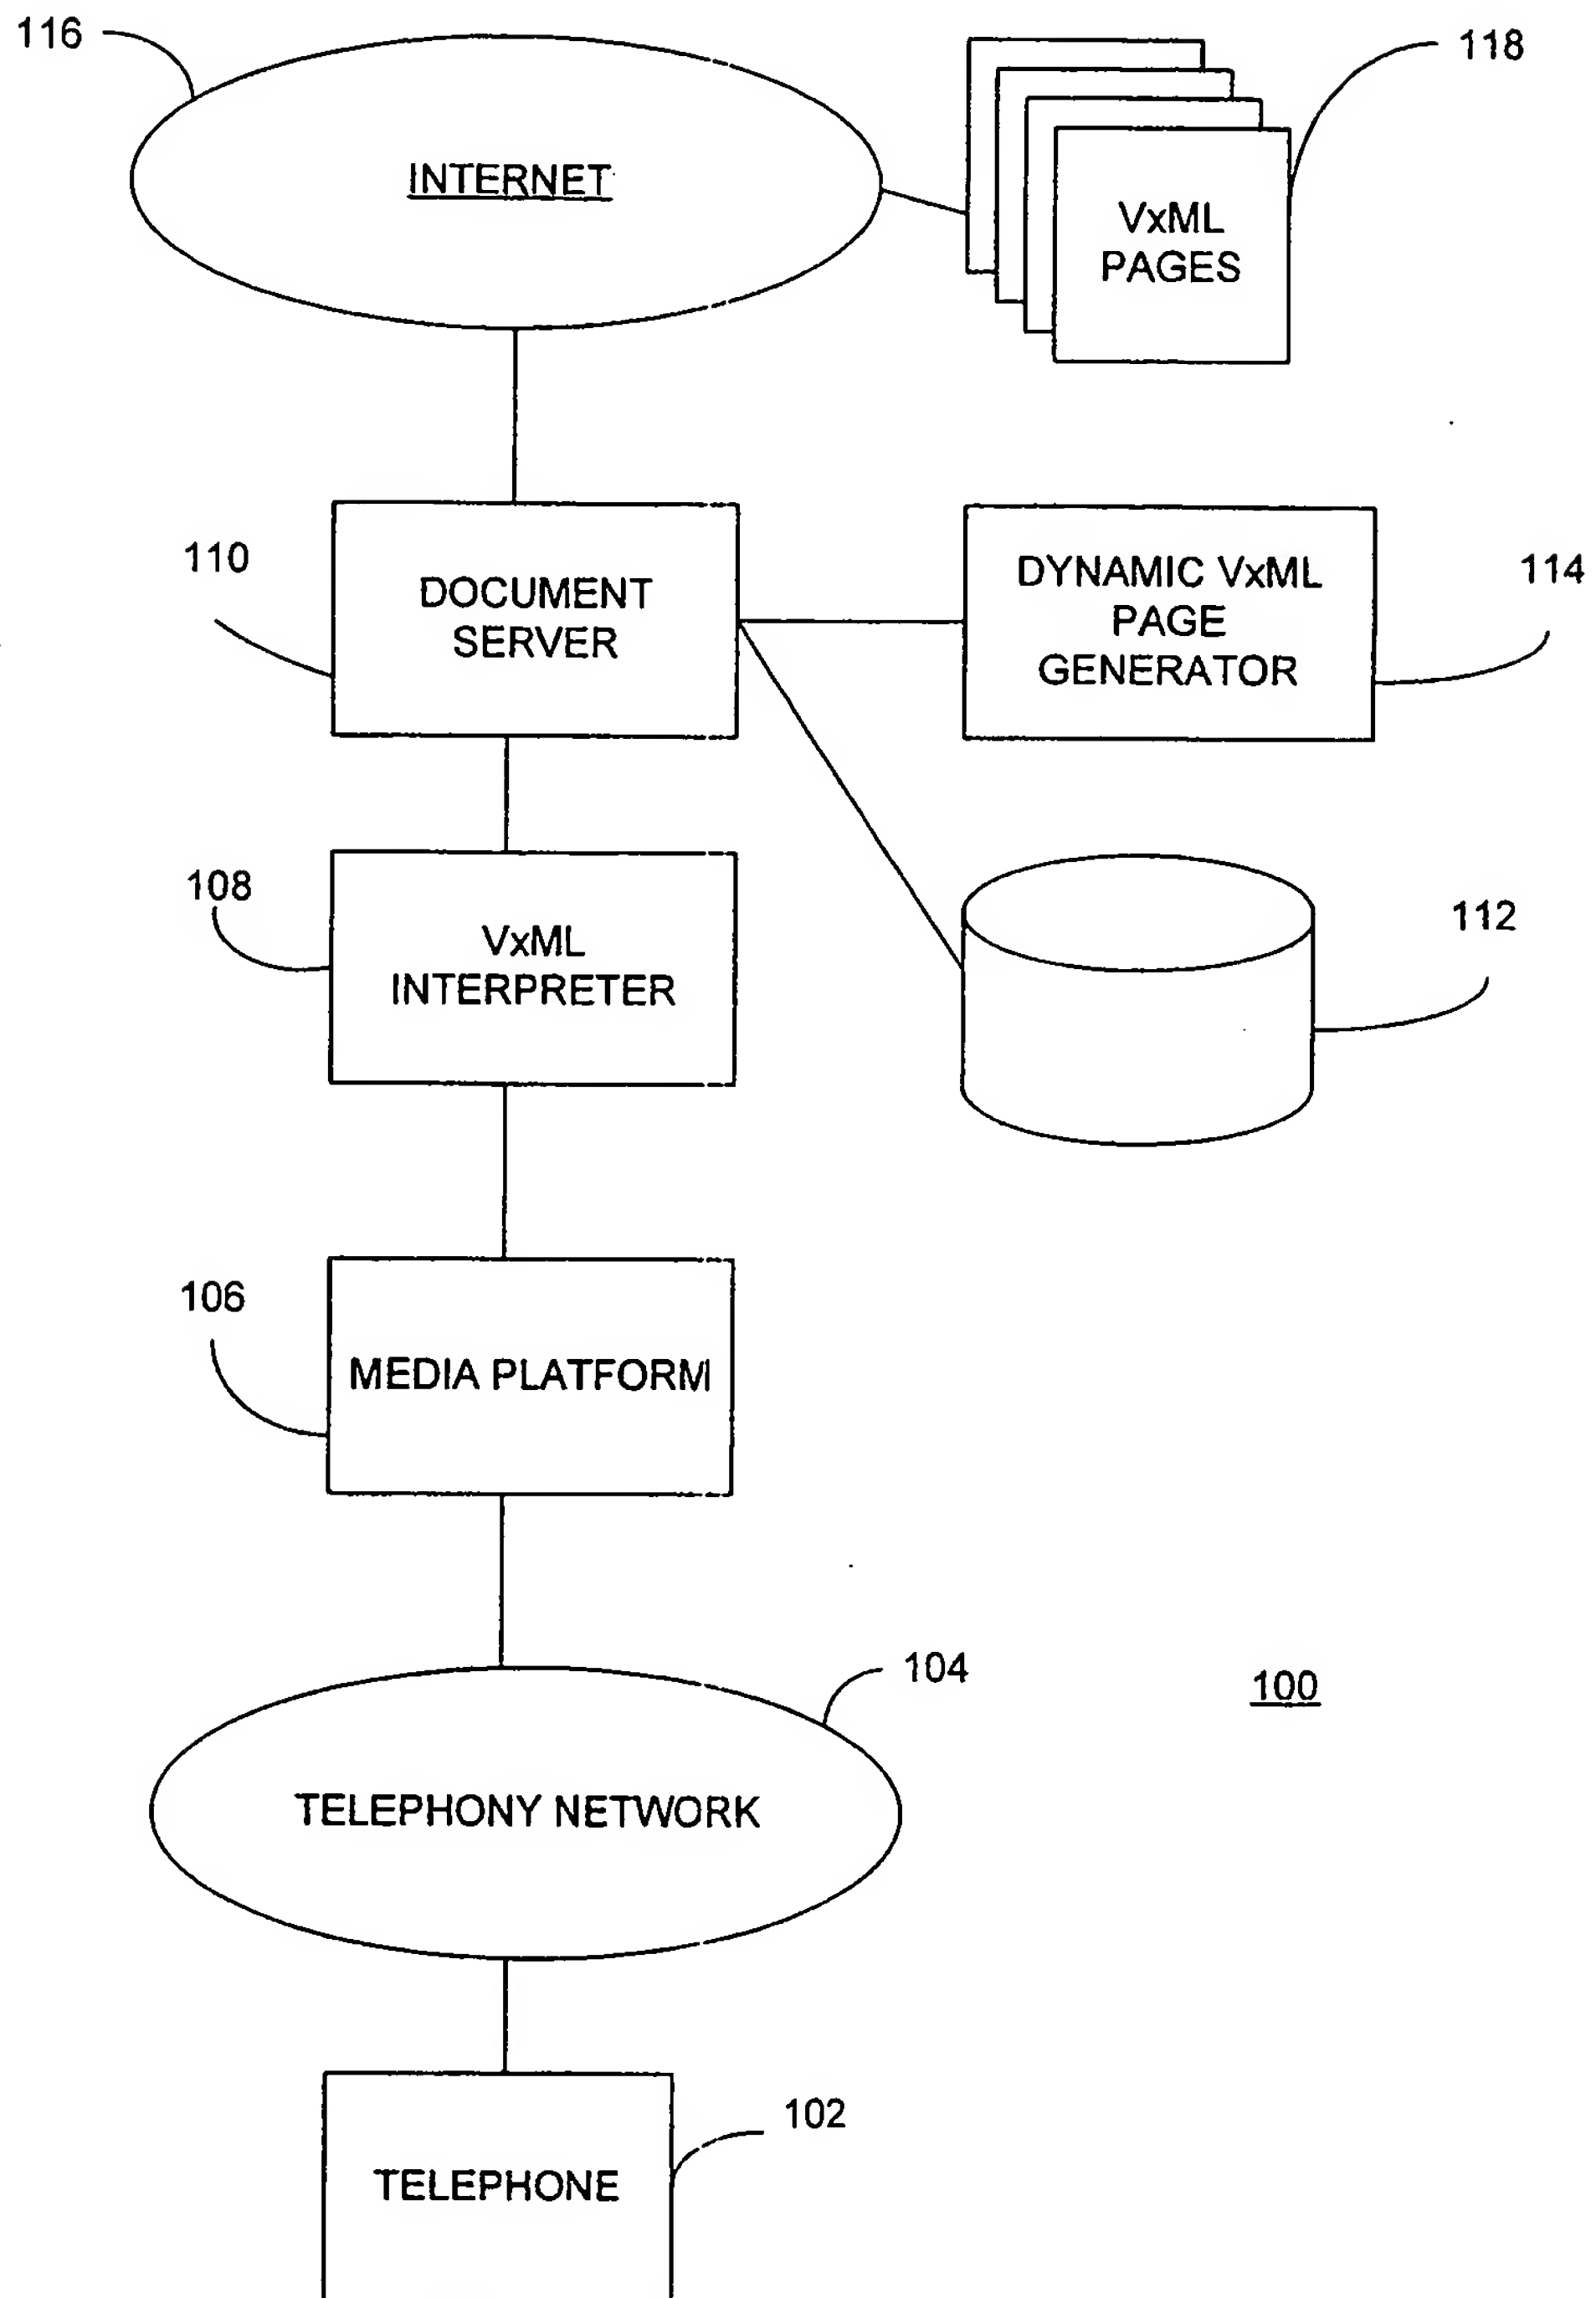 116
118
INTERNET
VxML
PAGES
110
DOCUMENT
SERVER
DYNAMIC VxML
PAGE
GENERATOR
114
108
VxML
INTERPRETER
112
106
MEDIA PLATFORM
104
100
TELEPHONY NETWORK
102
TELEPHONE